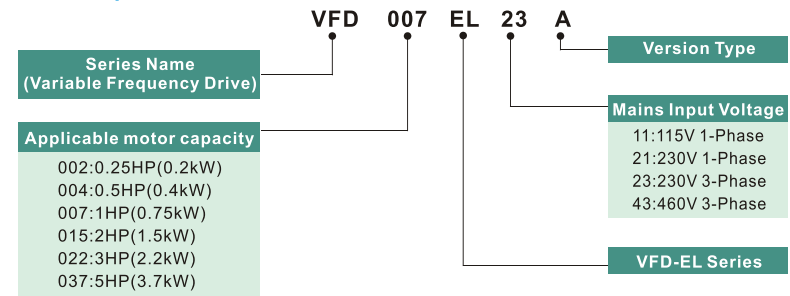 VFD 007 EL 23 A
Series Name
(Variable Frequency Drive)
Applicable motor capacity
002:0.25HP(0.2kW)
004:0.5HP(0.4kW)
007:1HP(0.75kW)
015:2HP(1.5kW)
022:3HP(2.2kW)
037:5HP(3.7kW)
Version Type
Mains Input Voltage
11:115V 1-Phase
21:230V 1-Phase
23:230V 3-Phase
43:460V 3-Phase
VFD-EL Series